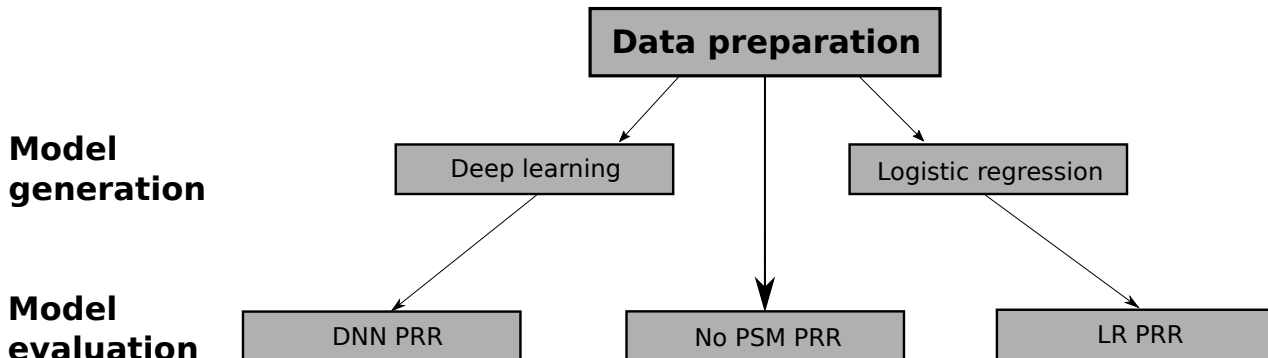 Data preparation
Model
generation
Deep learning
Logistic regression
Model
evaluation
DNN PRR
No PSM PRR
LR PRR